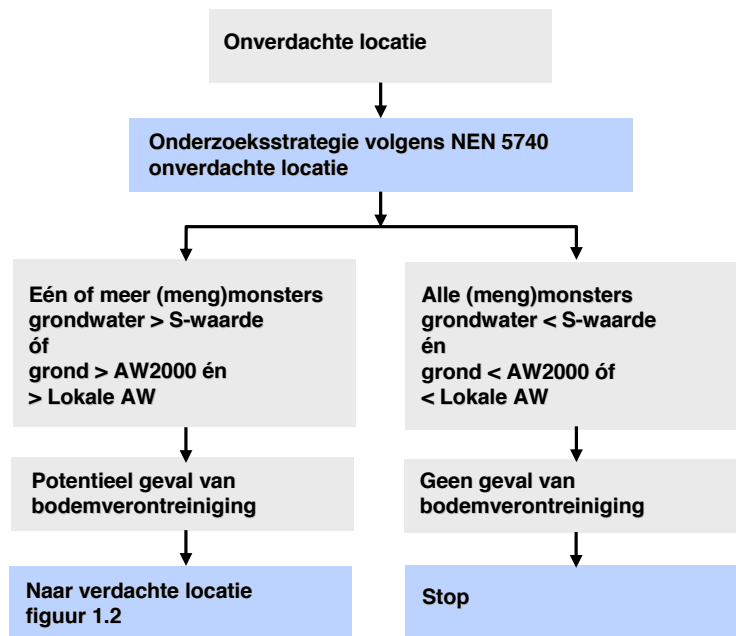 Onverdachte locatie
Onderzoeksstrategie volgens NEN 5740
onverdachte locatie
Eén of meer (meng)monsters
grondwater > S-waarde
óf
grond > AW2000 én
> Lokale AW
Alle (meng)monsters
grondwater < S-waarde
én
grond < AW2000 óf
< Lokale AW
Potentieel geval van
bodemverontreiniging
Geen geval van
bodemverontreiniging
Naar verdachte locatie
figuur 1.2
Stop